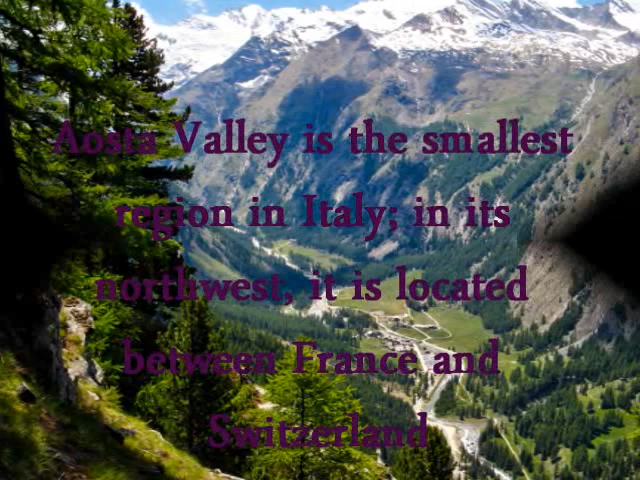 Aosta Valley is the smallest
region in Italy; in its
northwest, it is located
between France and
Switzerland